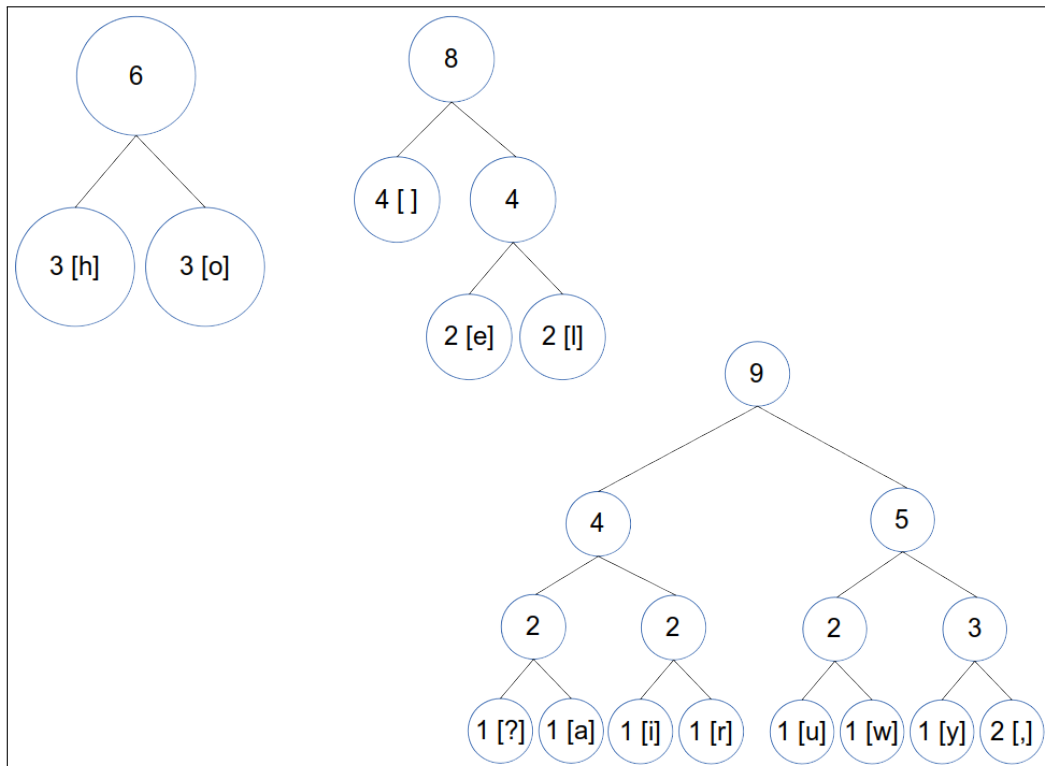 6
8
4 [ ]
4
3 [h]
3 [o]
2 [e]
2 [l]
9
4
5
2
2
2
3
1 [?]
1 [a]
1 [i]
1 [r]
1 [u]
1 [w]
1 [y]
2 [,]